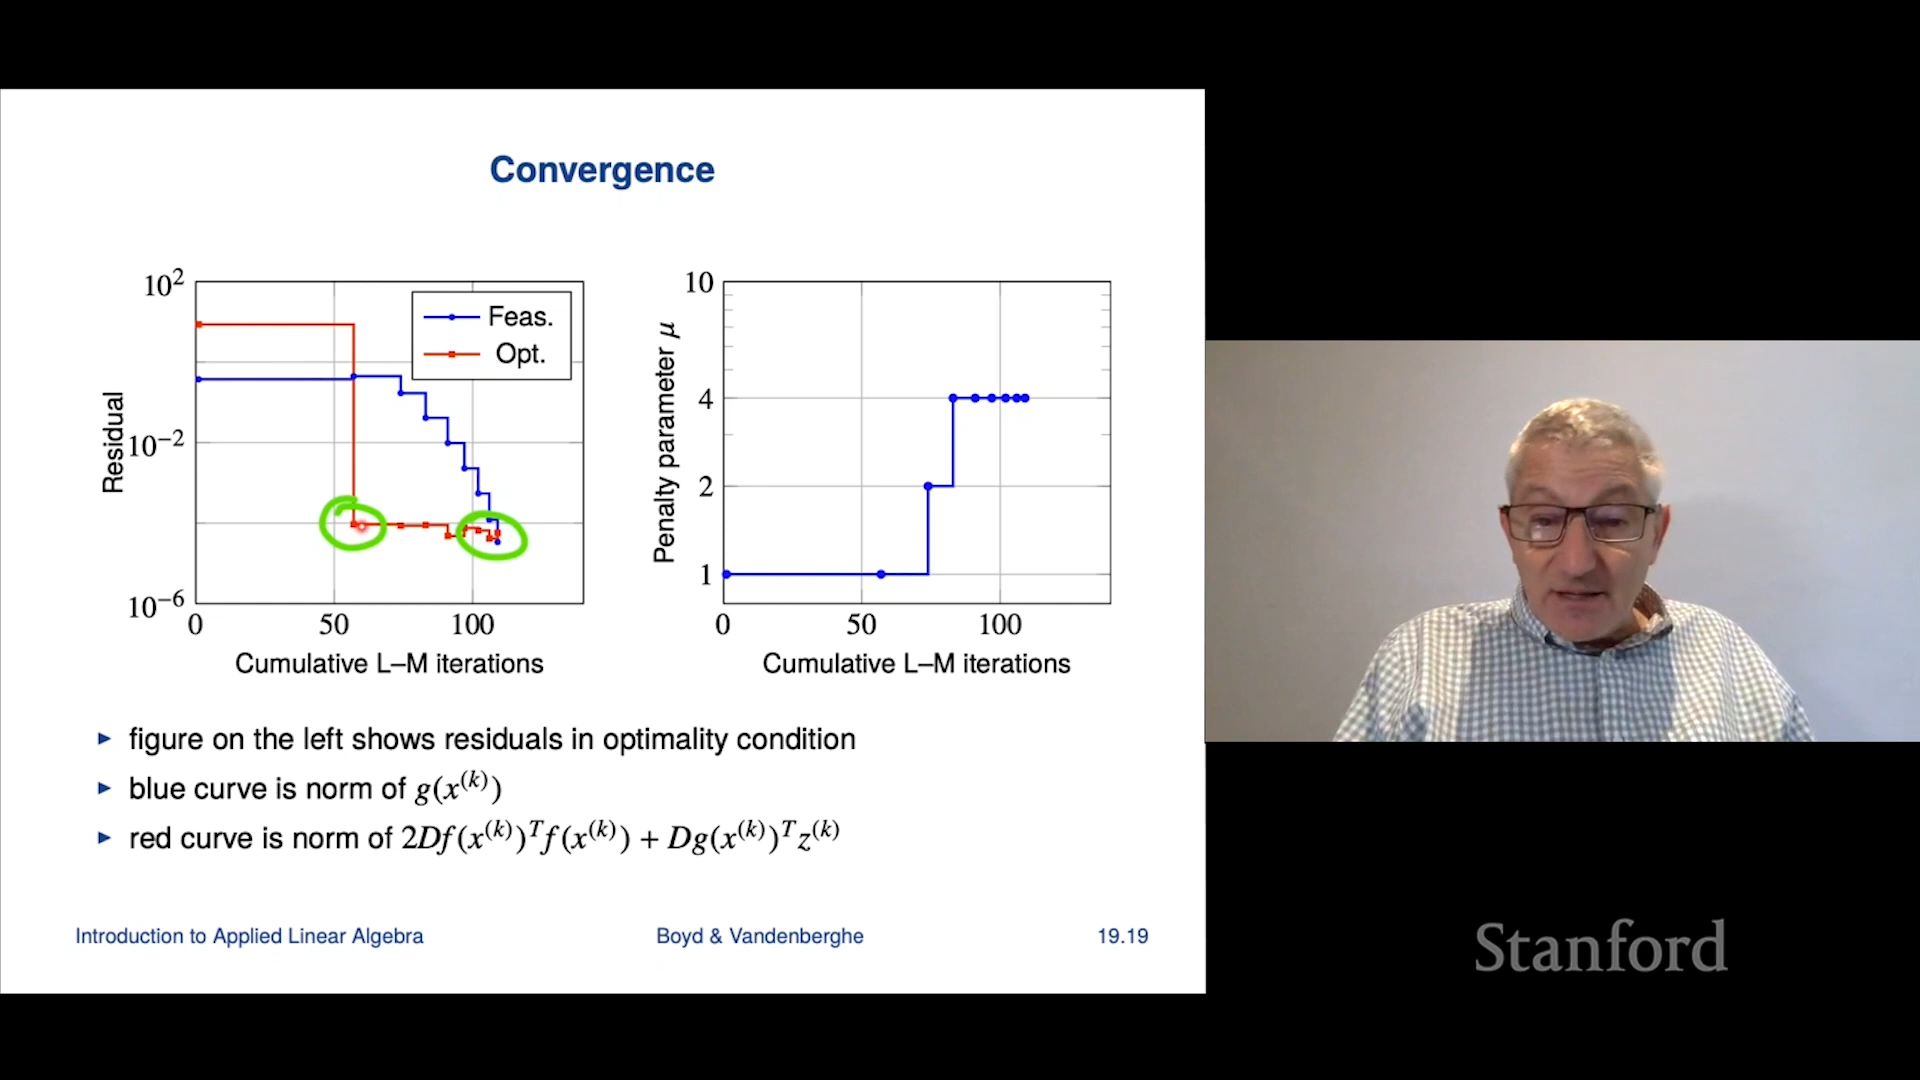 Convergence
10^2
10^{-2}
10^{-6}
0 50 100
Residual
Cumulative L–M iterations
Feas.
Opt.
10
4
2
1
0 50 100
Penalty parameter μ
Cumulative L–M iterations
► figure on the left shows residuals in optimality condition
► blue curve is norm of g(x^{(k)})
► red curve is norm of 2Df(x^{(k)})^T f(x^{(k)}) + Dg(x^{(k)})^T z^{(k)}
Introduction to Applied Linear Algebra Boyd & Vandenberghe 19.19
Stanford